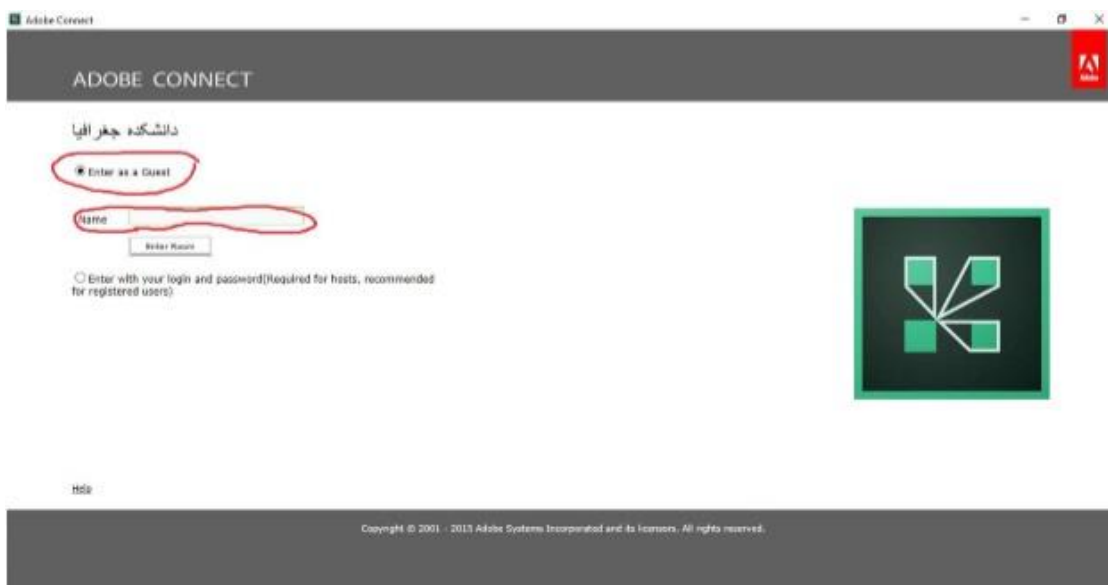 Adobe Connect
Adobe
ADOBE CONNECT
دانشکده جغرافیا
Enter as a Guest
Name
Enter Room
Enter with your login and password(Required for hosts, recommended
for registered users)
Help
Copyright © 2001 - 2015 Adobe Systems Incorporated and its licensors. All rights reserved.